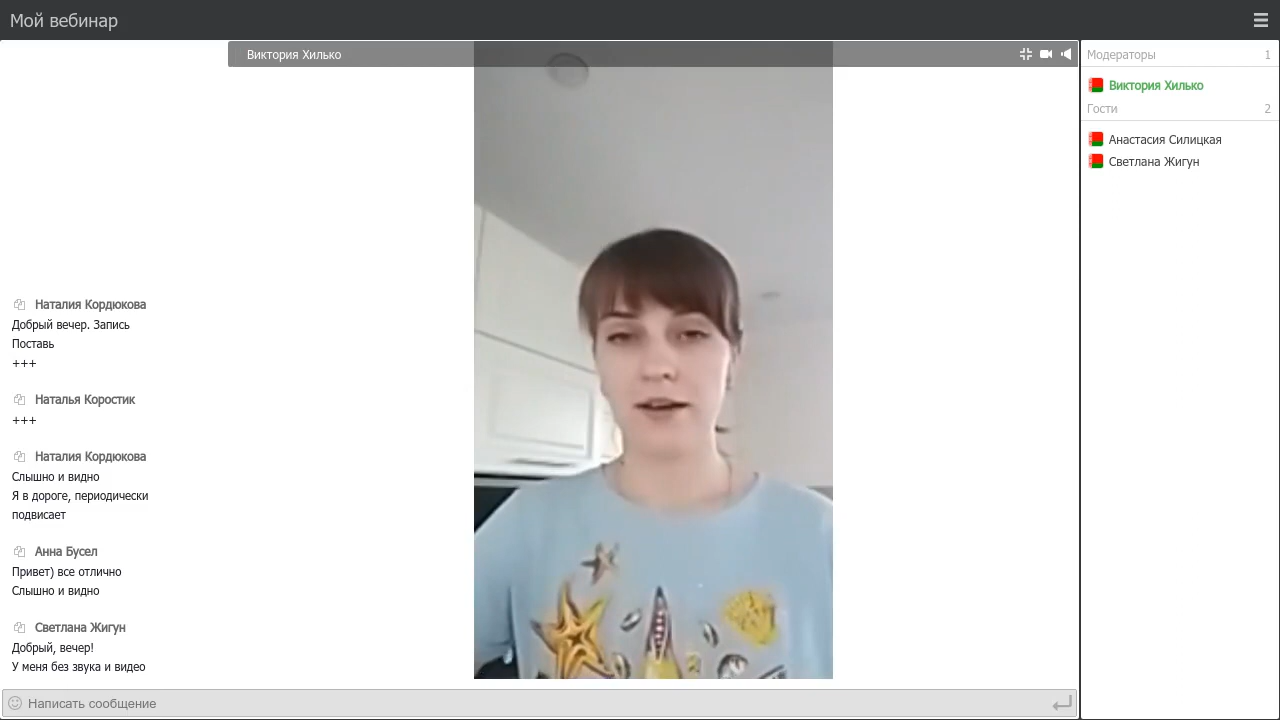 Мой вебинар
Виктория Хилько
Модераторы 1
Виктория Хилько
Гости 2
Анастасия Силицкая
Светлана Жигун
Наталия Кордюкова
Добрый вечер. Запись
Поставь
+++
Наталья Коростик
+++
Наталия Кордюкова
Слышно и видно
Я в дороге, периодически
подвисает
Анна Бусел
Привет) все отлично
Слышно и видно
Светлана Жигун
Добрый, вечер!
У меня без звука и видео
Написать сообщение